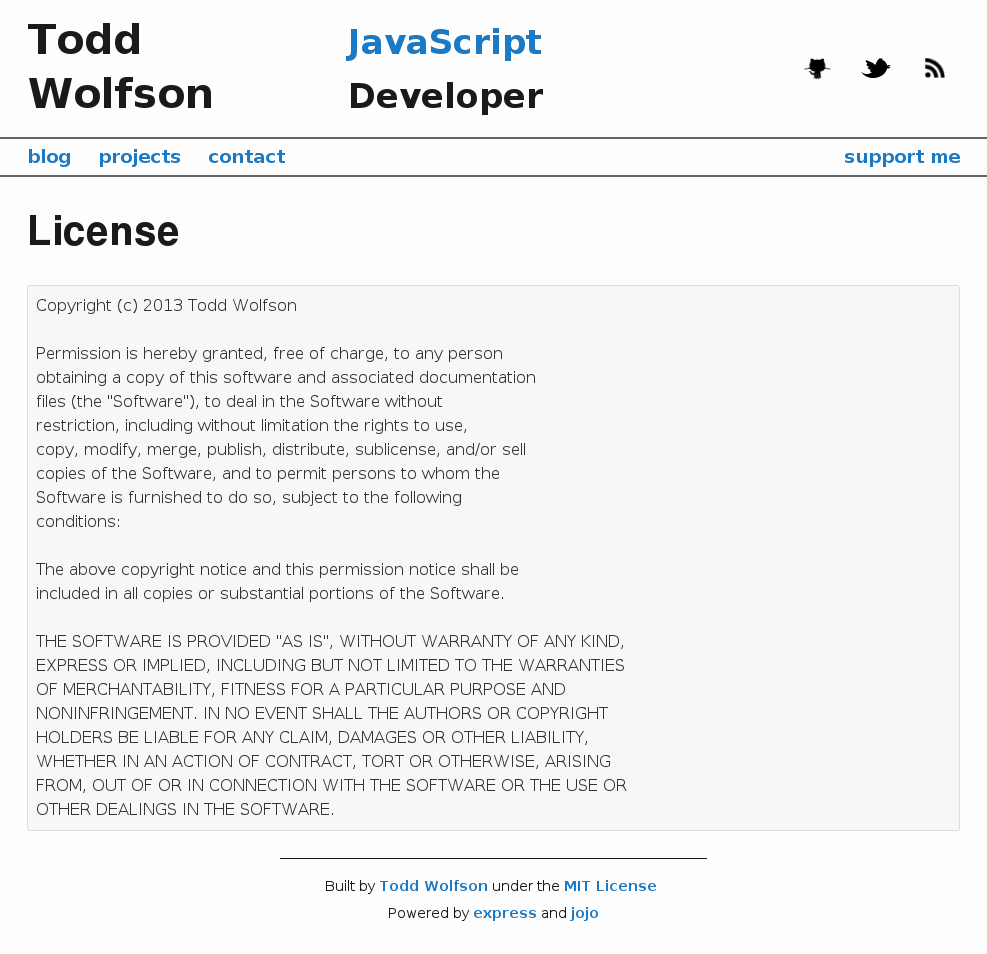 Todd Wolfson
JavaScript Developer
blog projects contact support me
License
Copyright (c) 2013 Todd Wolfson
Permission is hereby granted, free of charge, to any person
obtaining a copy of this software and associated documentation
files (the "Software"), to deal in the Software without
restriction, including without limitation the rights to use,
copy, modify, merge, publish, distribute, sublicense, and/or sell
copies of the Software, and to permit persons to whom the
Software is furnished to do so, subject to the following
conditions:
The above copyright notice and this permission notice shall be
included in all copies or substantial portions of the Software.
THE SOFTWARE IS PROVIDED "AS IS", WITHOUT WARRANTY OF ANY KIND,
EXPRESS OR IMPLIED, INCLUDING BUT NOT LIMITED TO THE WARRANTIES
OF MERCHANTABILITY, FITNESS FOR A PARTICULAR PURPOSE AND
NONINFRINGEMENT. IN NO EVENT SHALL THE AUTHORS OR COPYRIGHT
HOLDERS BE LIABLE FOR ANY CLAIM, DAMAGES OR OTHER LIABILITY,
WHETHER IN AN ACTION OF CONTRACT, TORT OR OTHERWISE, ARISING
FROM, OUT OF OR IN CONNECTION WITH THE SOFTWARE OR THE USE OR
OTHER DEALINGS IN THE SOFTWARE.
Built by Todd Wolfson under the MIT License
Powered by express and jojo